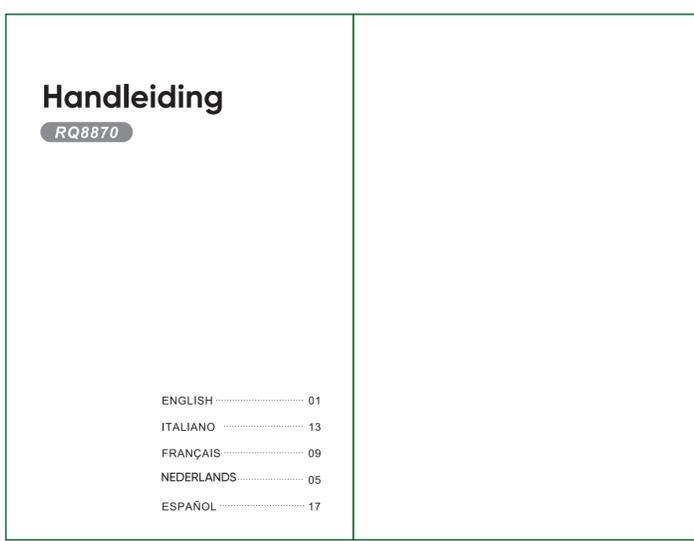 Handleiding
RQ8870
ENGLISH 01
ITALIANO 13
FRANÇAIS 09
NEDERLANDS 05
ESPAÑOL 17